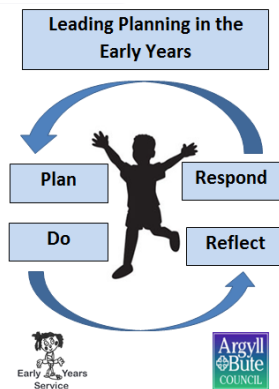 Leading Planning in the
Early Years
Plan
Respond
Do
Reflect
Early Years
Service
Argyll
Bute
COUNCIL